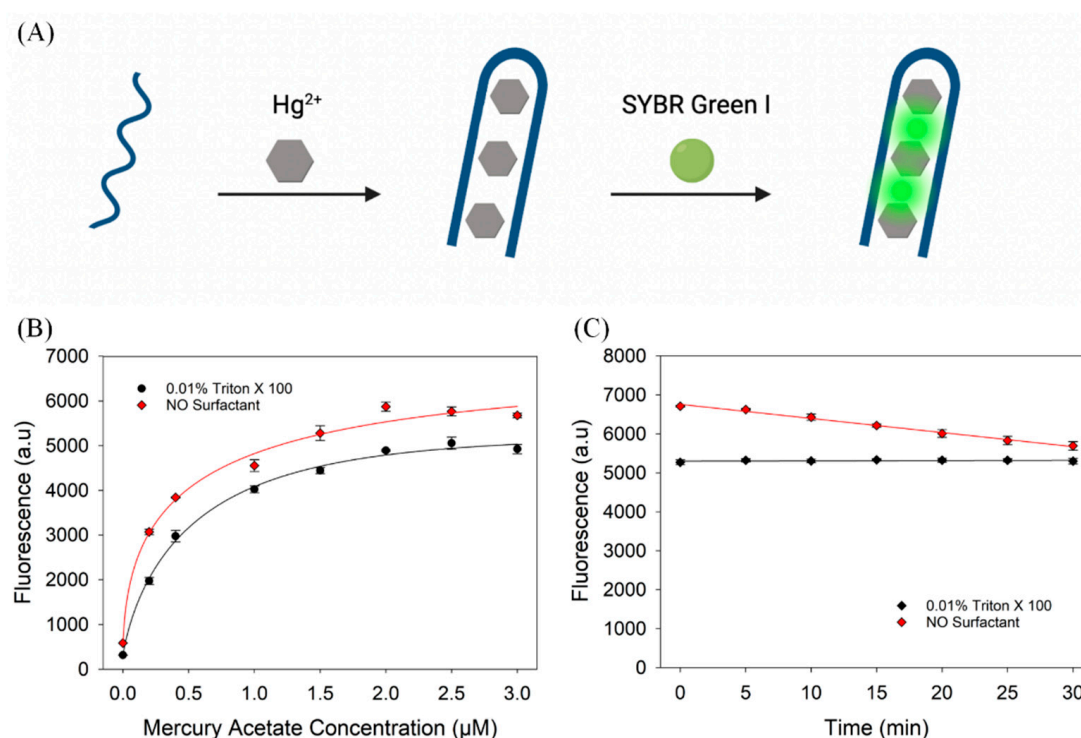 (A)
Hg²⁺
SYBR Green I
(B)
7000
6000
5000
4000
3000
2000
1000
0
Fluorescence (a.u)
0.01% Triton X 100
NO Surfactant
0.0 0.5 1.0 1.5 2.0 2.5 3.0
Mercury Acetate Concentration (µM)
(C)
8000
7000
6000
5000
4000
3000
2000
1000
0
Fluorescence (a.u)
0.01% Triton X 100
NO Surfactant
0 5 10 15 20 25 30
Time (min)